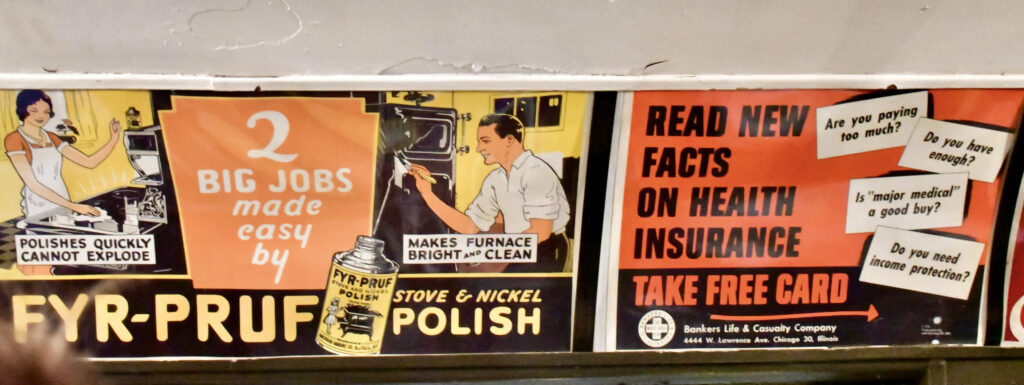 2
BIG JOBS
made
easy
by
POLISHES QUICKLY
CANNOT EXPLODE
MAKES FURNACE
BRIGHT AND CLEAN
FYR-PRUF
STOVE & NICKEL
POLISH
FYR-PRUF
STOVE AND NICKEL
POLISH
READ NEW
FACTS
ON HEALTH
INSURANCE
TAKE FREE CARD
Are you paying
too much?
Do you have
enough?
Is "major medical"
a good buy?
Do you need
income protection?
Bankers Life & Casualty Company
4444 W. Lawrence Ave. Chicago 30, Illinois